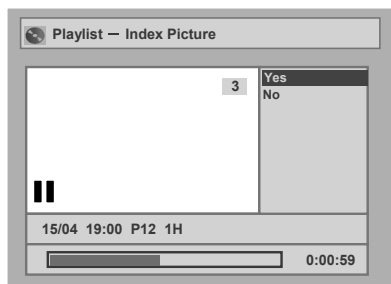 Playlist — Index Picture
3
Yes
No
15/04 19:00 P12 1H
0:00:59